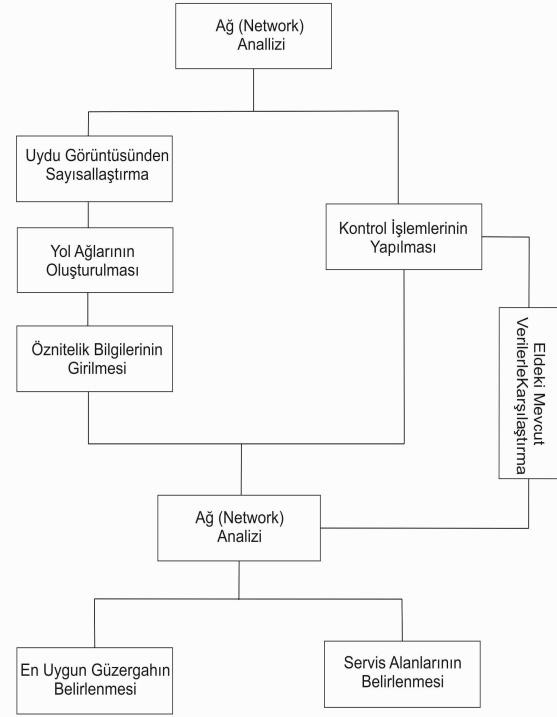 Ağ (Network)
Anallizi
Uydu Görüntüsünden
Sayısallaştırma
Yol Ağlarının
Oluşturulması
Öznitelik Bilgilerinin
Girilmesi
Kontrol İşlemlerinin
Yapılması
Eldeki Mevcut
VerilerleKarşılaştırma
Ağ (Network)
Analizi
En Uygun Güzergahın
Belirlenmesi
Servis Alanlarının
Belirlenmesi